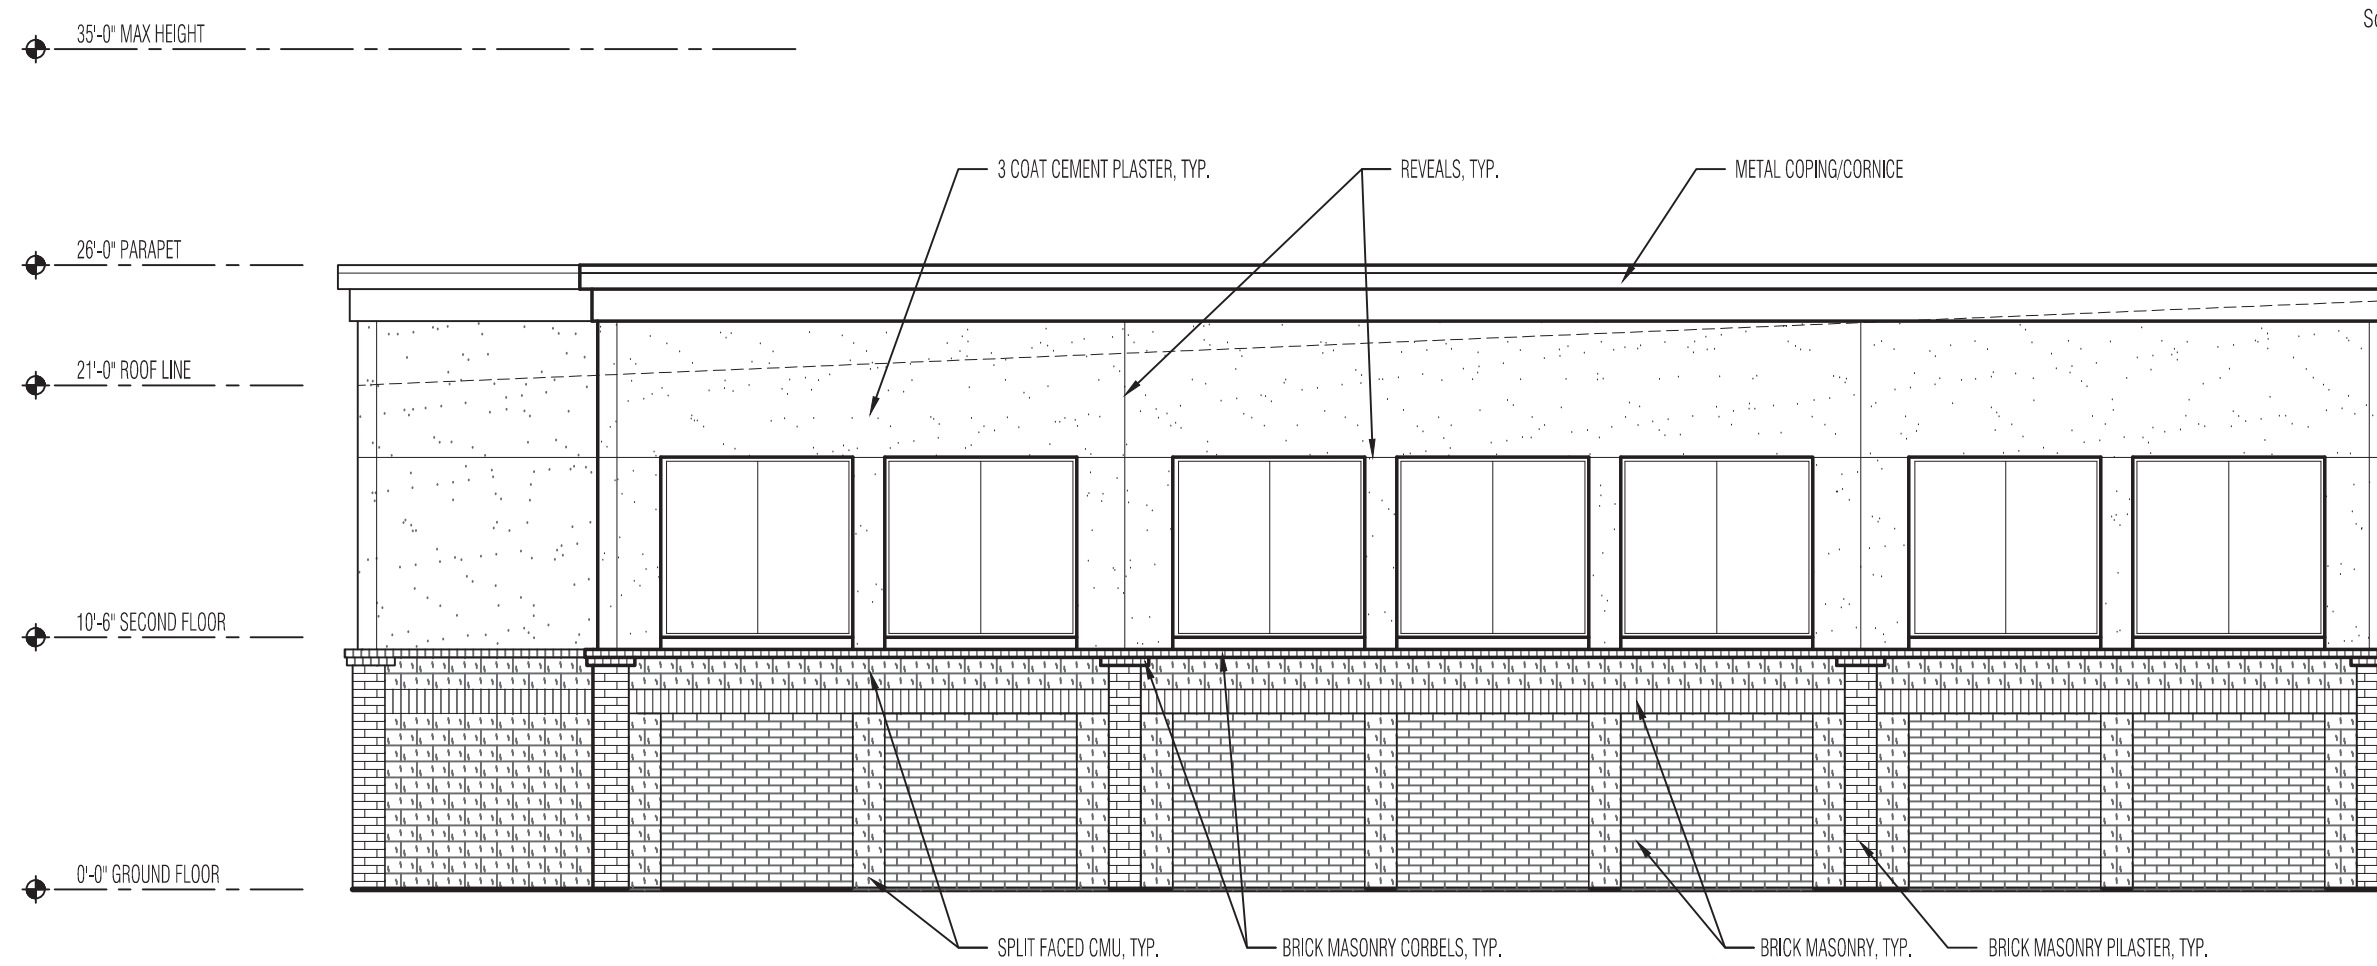 35'-0" MAX HEIGHT
3 COAT CEMENT PLASTER, TYP.
REVEALS, TYP.
METAL COPING/CORNICE
26'-0" PARAPET
21'-0" ROOF LINE
10'-6" SECOND FLOOR
0'-0" GROUND FLOOR
SPLIT FACED CMU, TYP.
BRICK MASONRY CORBELS, TYP.
BRICK MASONRY, TYP.
BRICK MASONRY PILASTER, TYP.